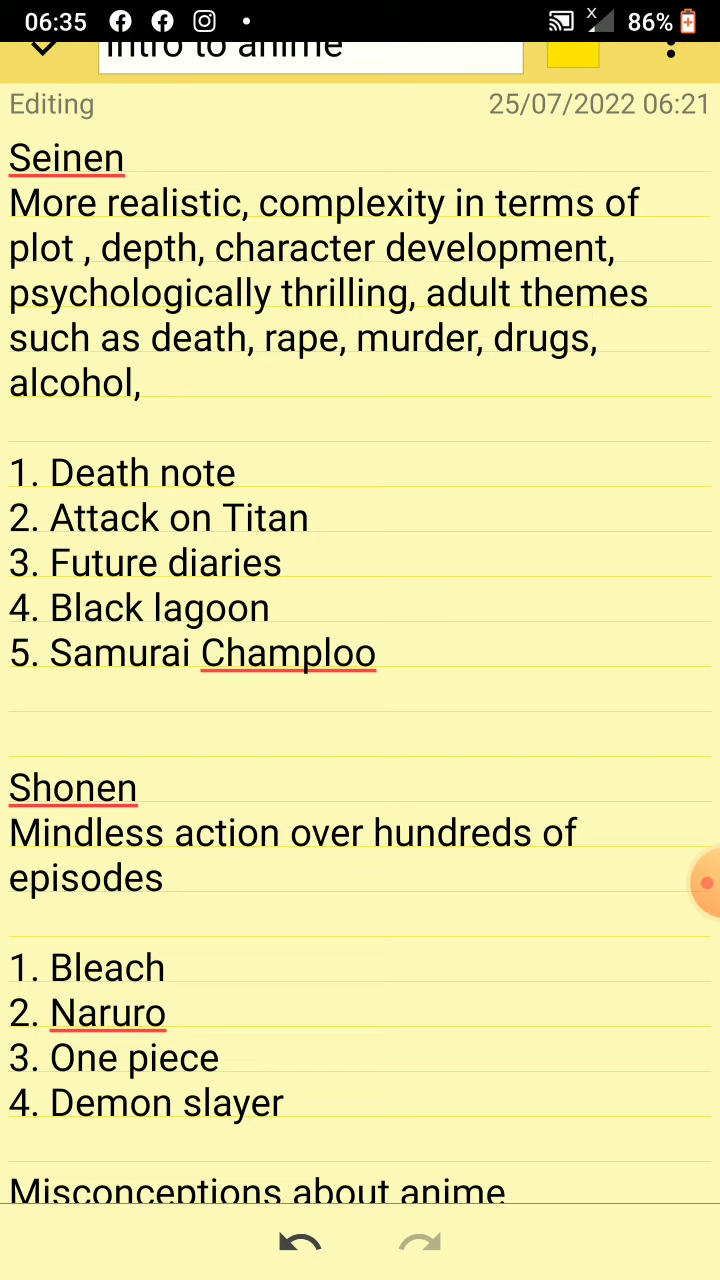 06:35
86%
Intro to anime
Editing
25/07/2022 06:21
Seinen
More realistic, complexity in terms of
plot , depth, character development,
psychologically thrilling, adult themes
such as death, rape, murder, drugs,
alcohol,
1. Death note
2. Attack on Titan
3. Future diaries
4. Black lagoon
5. Samurai Champloo
Shonen
Mindless action over hundreds of
episodes
1. Bleach
2. Naruro
3. One piece
4. Demon slayer
Misconceptions about anime